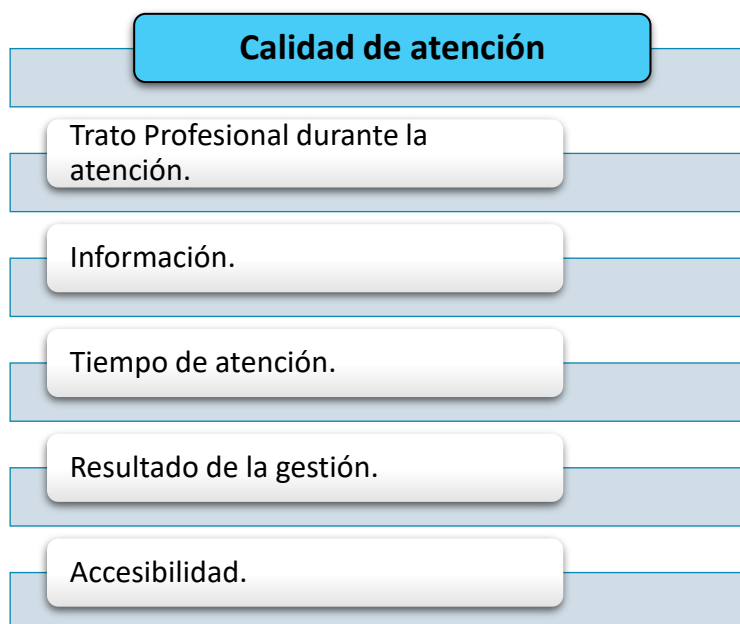 Calidad de atención
Trato Profesional durante la
atención.
Información.
Tiempo de atención.
Resultado de la gestión.
Accesibilidad.